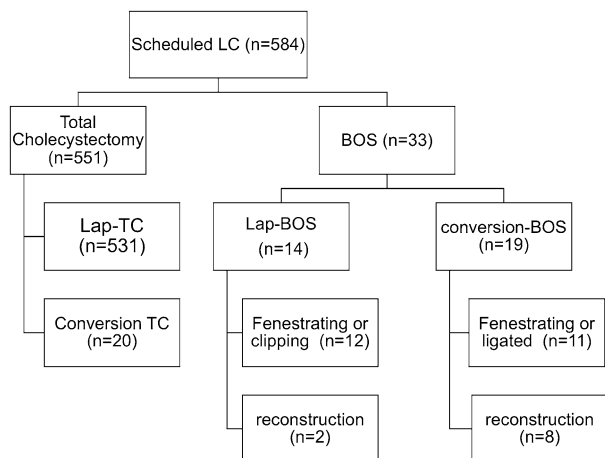 Scheduled LC (n=584)
Total
Cholecystectomy
(n=551)
BOS (n=33)
Lap-TC
(n=531)
Conversion TC
(n=20)
Lap-BOS
(n=14)
Fenestrating or
clipping (n=12)
reconstruction
(n=2)
conversion-BOS
(n=19)
Fenestrating or
ligated (n=11)
reconstruction
(n=8)